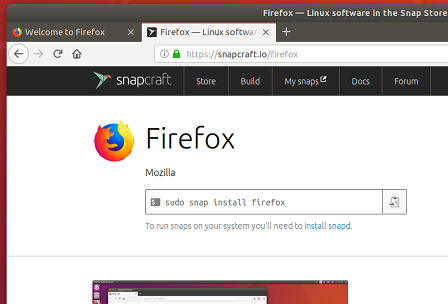 Firefox — Linux software in the Snap Store
Welcome to Firefox
Firefox — Linux softwar
https://snapcraft.io/firefox
snapcraft Store Build My snaps Docs Forum
Firefox
Mozilla
sudo snap install firefox
To run snaps on your system you'll need to install snapd.